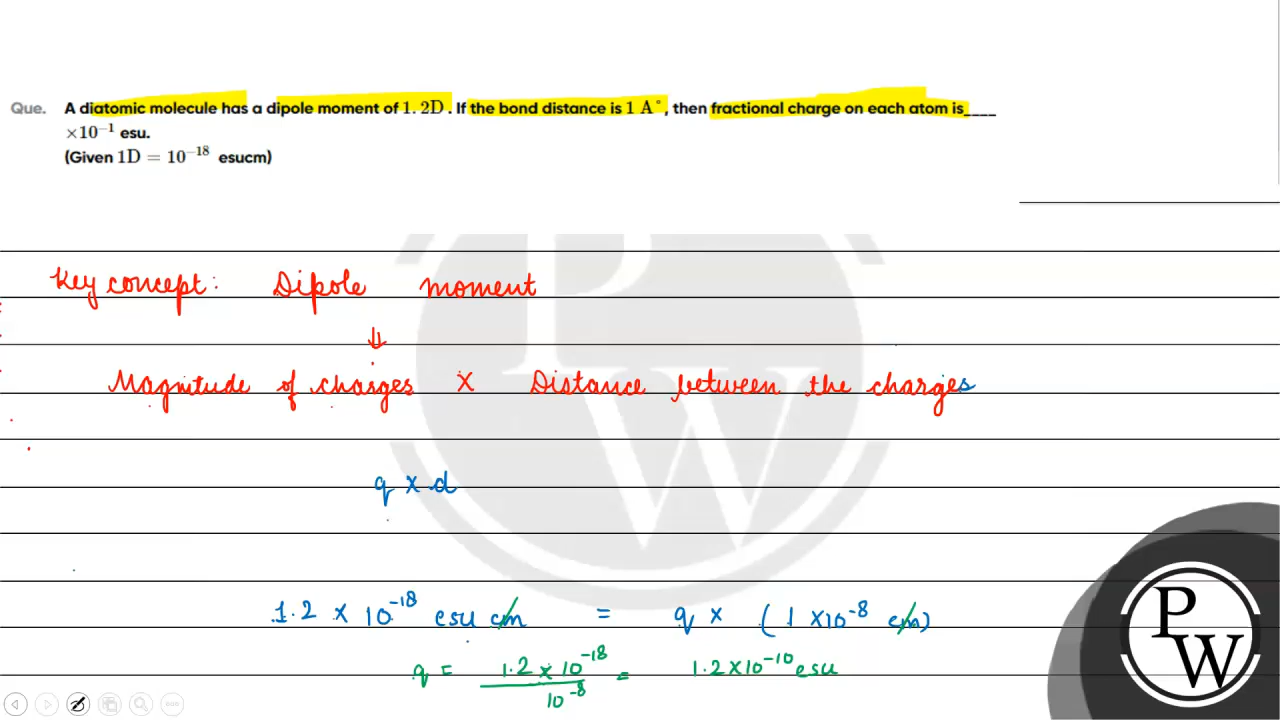 Que. A diatomic molecule has a dipole moment of 1. 2D. If the bond distance is 1 A°, then fractional charge on each atom is____
×10⁻¹ esu.
(Given 1D = 10⁻¹⁸ esucm)
Key concept: Dipole moment
⇓
Magnitude of charges × Distance between the charges
q × d
1.2 × 10⁻¹⁸ esu cm = q × (1 × 10⁻⁸ cm)
q = 1.2 × 10⁻¹⁸ / 10⁻⁸ = 1.2 × 10⁻¹⁰ esu
P
W